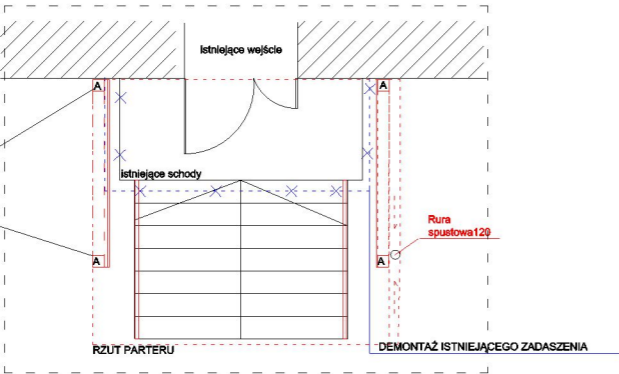 Istniejące wejście
A
A
istniejące schody
Rura
spustowa120
A
A
RZUT PARTERU
DEMONTAŻ ISTNIEJĄCEGO ZADASZENIA